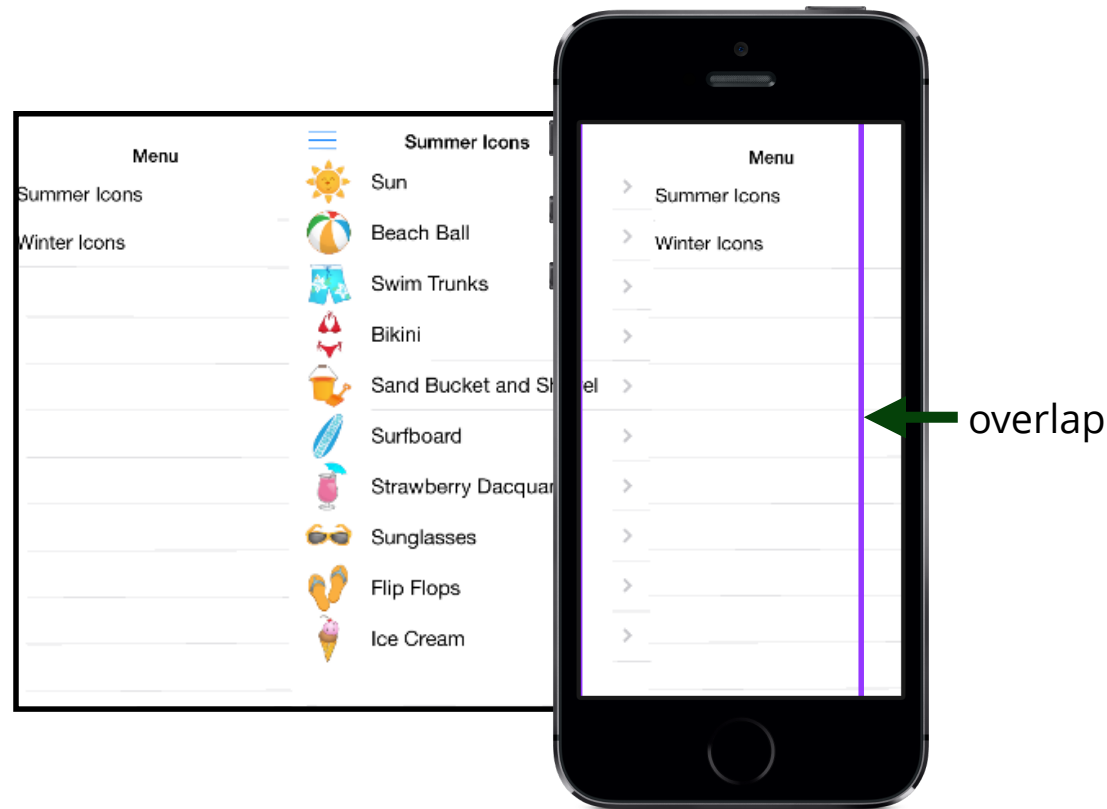 Menu
Summer Icons
Winter Icons
Summer Icons
Sun
Beach Ball
Swim Trunks
Bikini
Sand Bucket and Sh el
Surfboard
Strawberry Dacquar
Sunglasses
Flip Flops
Ice Cream
Menu
Summer Icons
Winter Icons
overlap